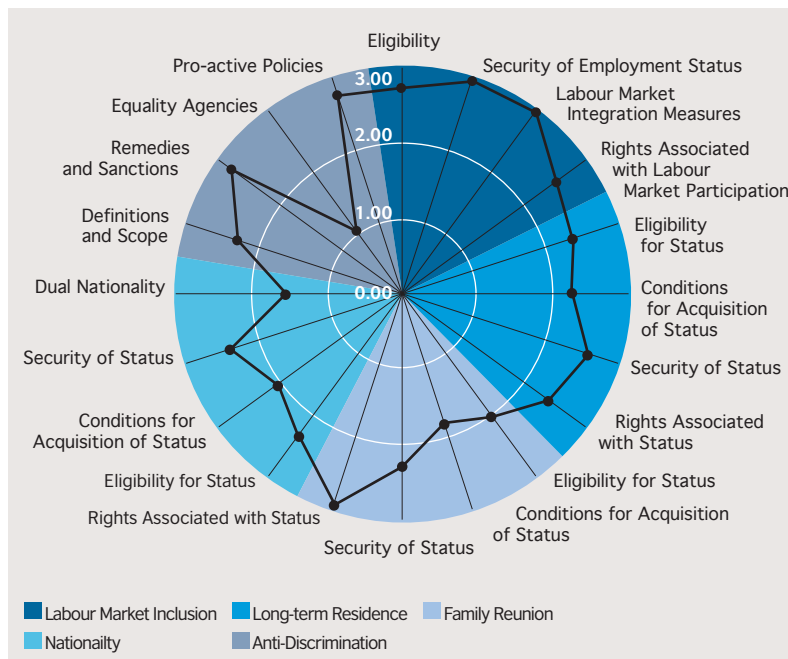 Eligibility
Security of Employment Status
Labour Market
Integration Measures
Rights Associated
with Labour
Market Participation
Eligibility
for Status
Conditions
for Acquisition
of Status
Security of Status
Rights Associated
with Status
Eligibility for Status
Conditions for Acquisition
of Status
Security of Status
Rights Associated with Status
Eligibility for Status
Conditions for
Acquisition of Status
Security of Status
Dual Nationality
Definitions
and Scope
Remedies
and Sanctions
Equality Agencies
Pro-active Policies
3.00
2.00
1.00
0.00
Labour Market Inclusion
Long-term Residence
Family Reunion
Nationailty
Anti-Discrimination